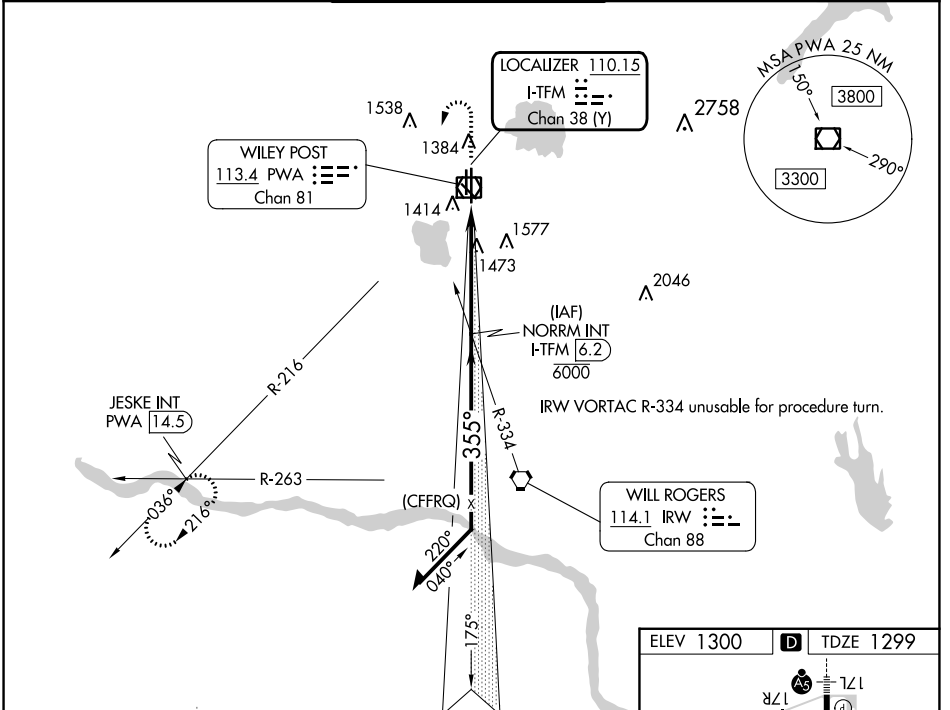 LOCALIZER 110.15
I-TFM
Chan 38 (Y)
MSA PWA 25 NM
150°
3800
290°
3300
1538
1384
2758
WILEY POST
113.4 PWA
Chan 81
1414
1577
1473
2046
(IAF)
NORRM INT
I-TFM 6.2
6000
R-216
JESKE INT
PWA 14.5
IRW VORTAC R-334 unusable for procedure turn.
R-334
355°
R-263
036°
216°
(CFFRQ) x
WILL ROGERS
114.1 IRW
Chan 88
220°
040°
175°
ELEV 1300 D TDZE 1299
A5
17L
17R
P